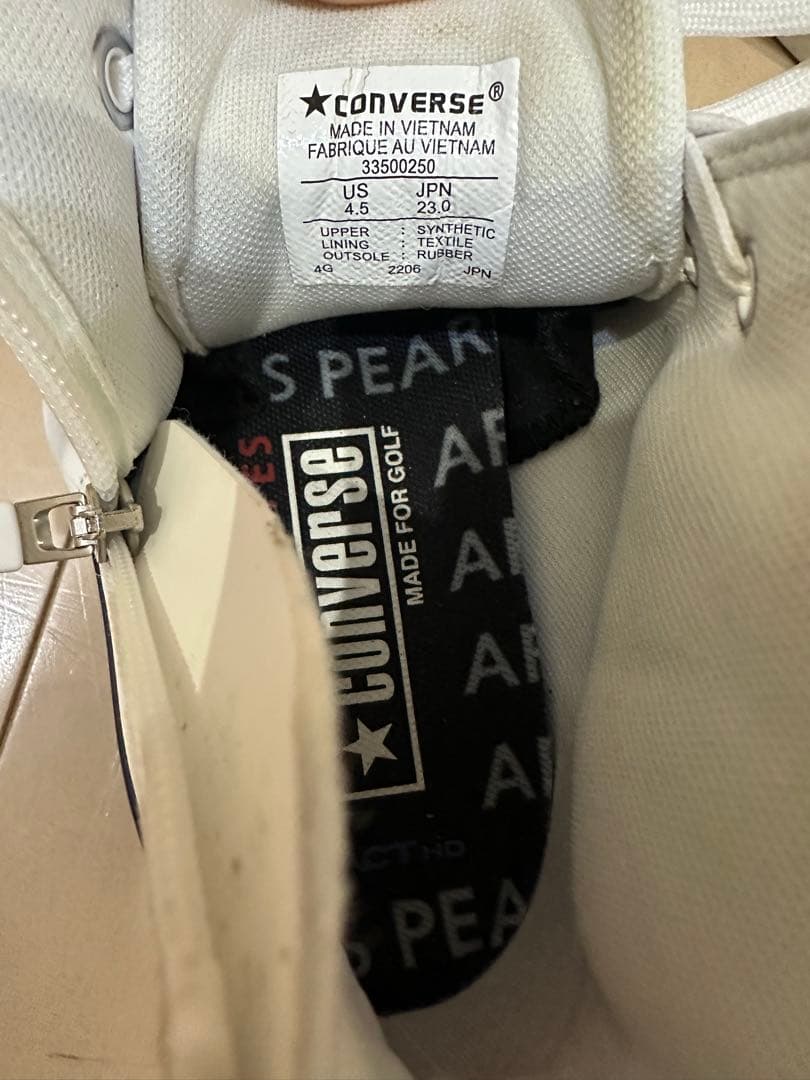 ★CONVERSE®
MADE IN VIETNAM
FABRIQUE AU VIETNAM
33500250
US JPN
4.5 23.0
UPPER : SYNTHETIC
LINING : TEXTILE
OUTSOLE : RUBBER
4G 2206 JPN
S PEAR
★ converse
MADE FOR GOLF
HD
PEA